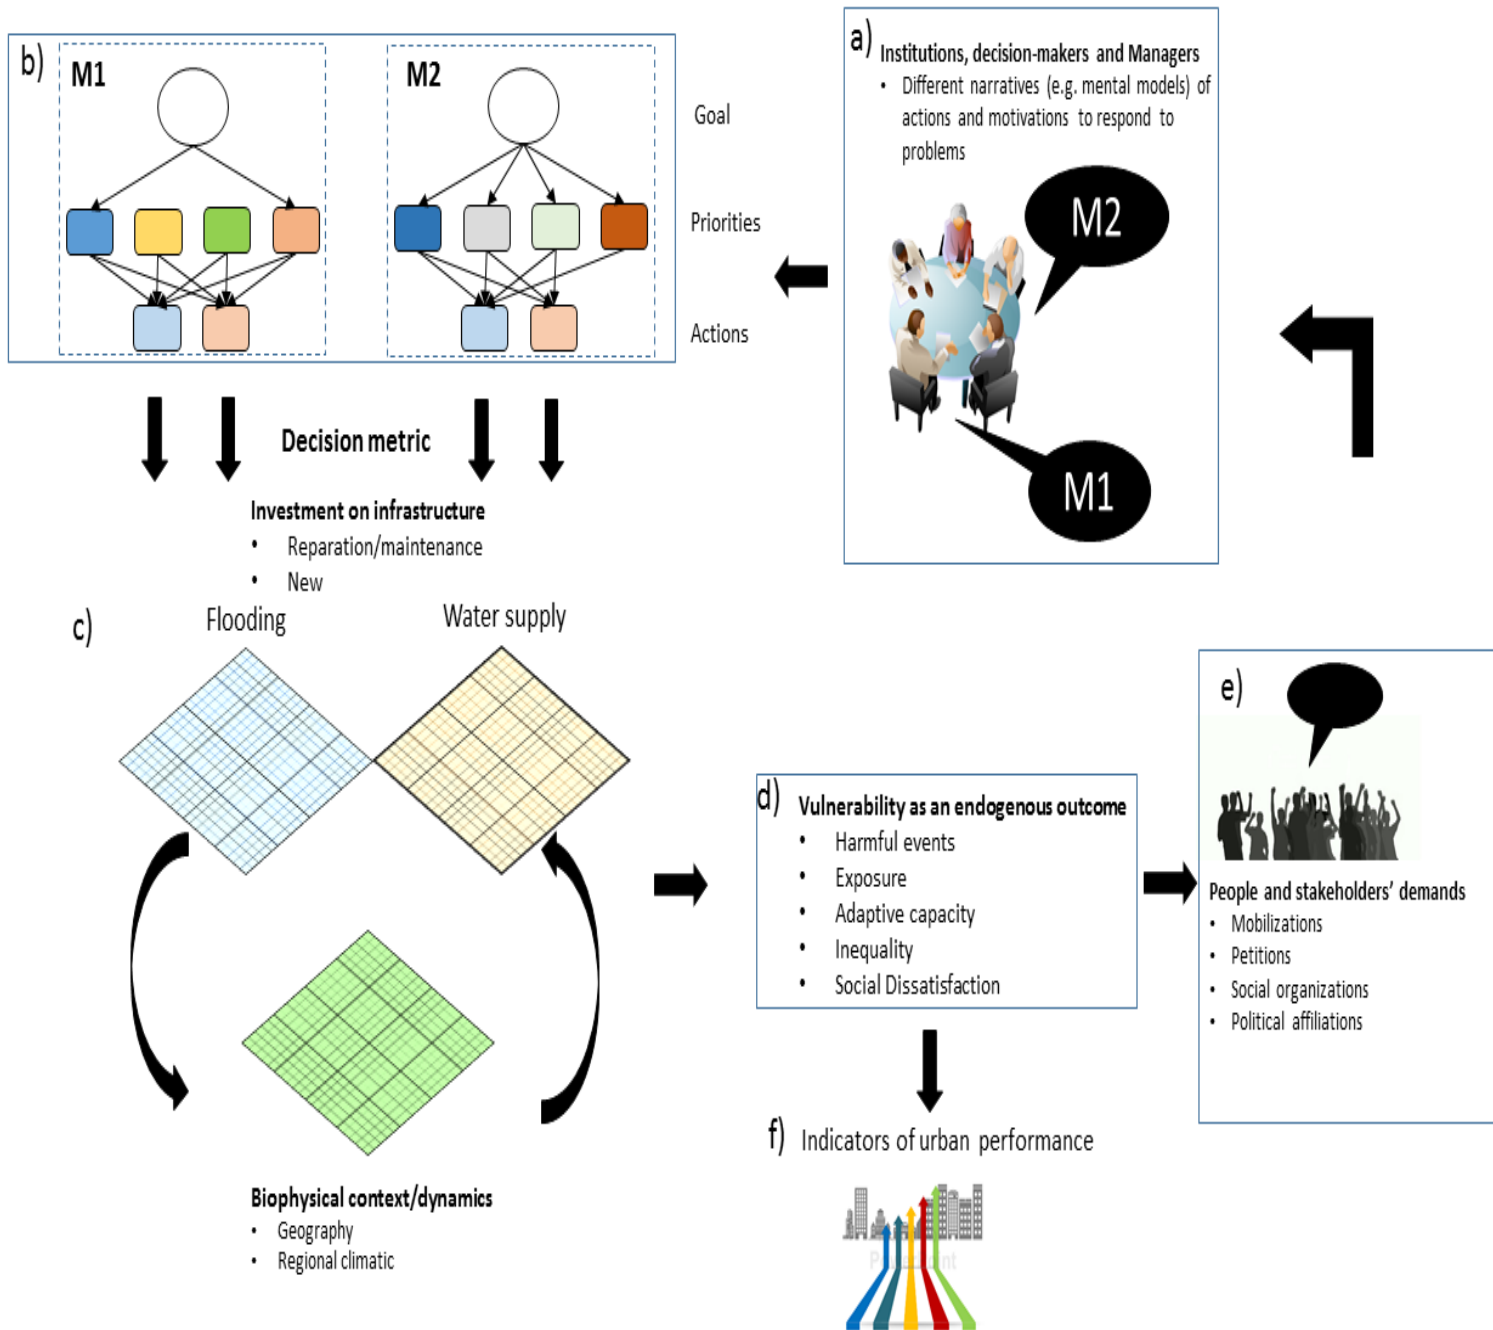 b)
M1
M2
Goal
Priorities
Actions
a)
Institutions, decision-makers and Managers
• Different narratives (e.g. mental models) of
actions and motivations to respond to
problems
M2
M1
Decision metric
Investment on infrastructure
• Reparation/maintenance
• New
c)
Flooding
Water supply
Biophysical context/dynamics
• Geography
• Regional climatic
d)
Vulnerability as an endogenous outcome
• Harmful events
• Exposure
• Adaptive capacity
• Inequality
• Social Dissatisfaction
e)
People and stakeholders’ demands
• Mobilizations
• Petitions
• Social organizations
• Political affiliations
f)
Indicators of urban performance